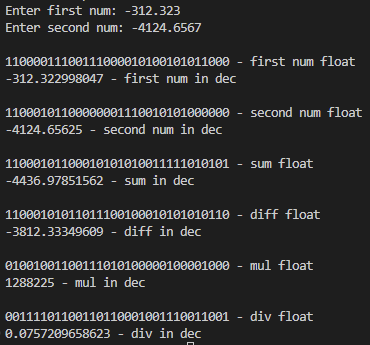 Enter first num: -312.323
Enter second num: -4124.6567
11000011100111000010100101011000 - first num float
-312.322998047 - first num in dec
11000101100000001110010101000000 - second num float
-4124.65625 - second num in dec
11000101100010101010011111010101 - sum float
-4436.97851562 - sum in dec
11000101011011100100010101010110 - diff float
-3812.33349609 - diff in dec
01001001100111010100000100001000 - mul float
1288225 - mul in dec
00111101100110110001001110011001 - div float
0.0757209658623 - div in dec